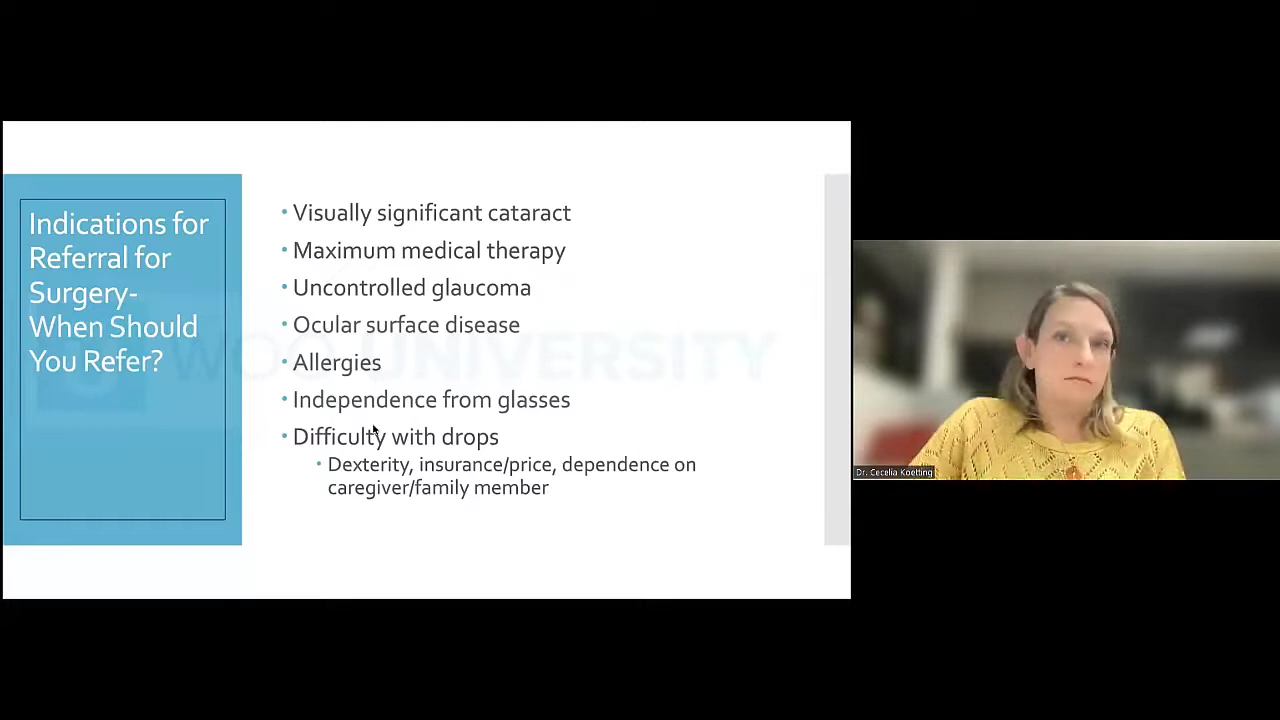 Indications for
Referral for
Surgery-
When Should
You Refer?
• Visually significant cataract
• Maximum medical therapy
• Uncontrolled glaucoma
• Ocular surface disease
• Allergies
• Independence from glasses
• Difficulty with drops
• Dexterity, insurance/price, dependence on
caregiver/family member
WOO UNIVERSITY
Dr. Cecelia Koetting